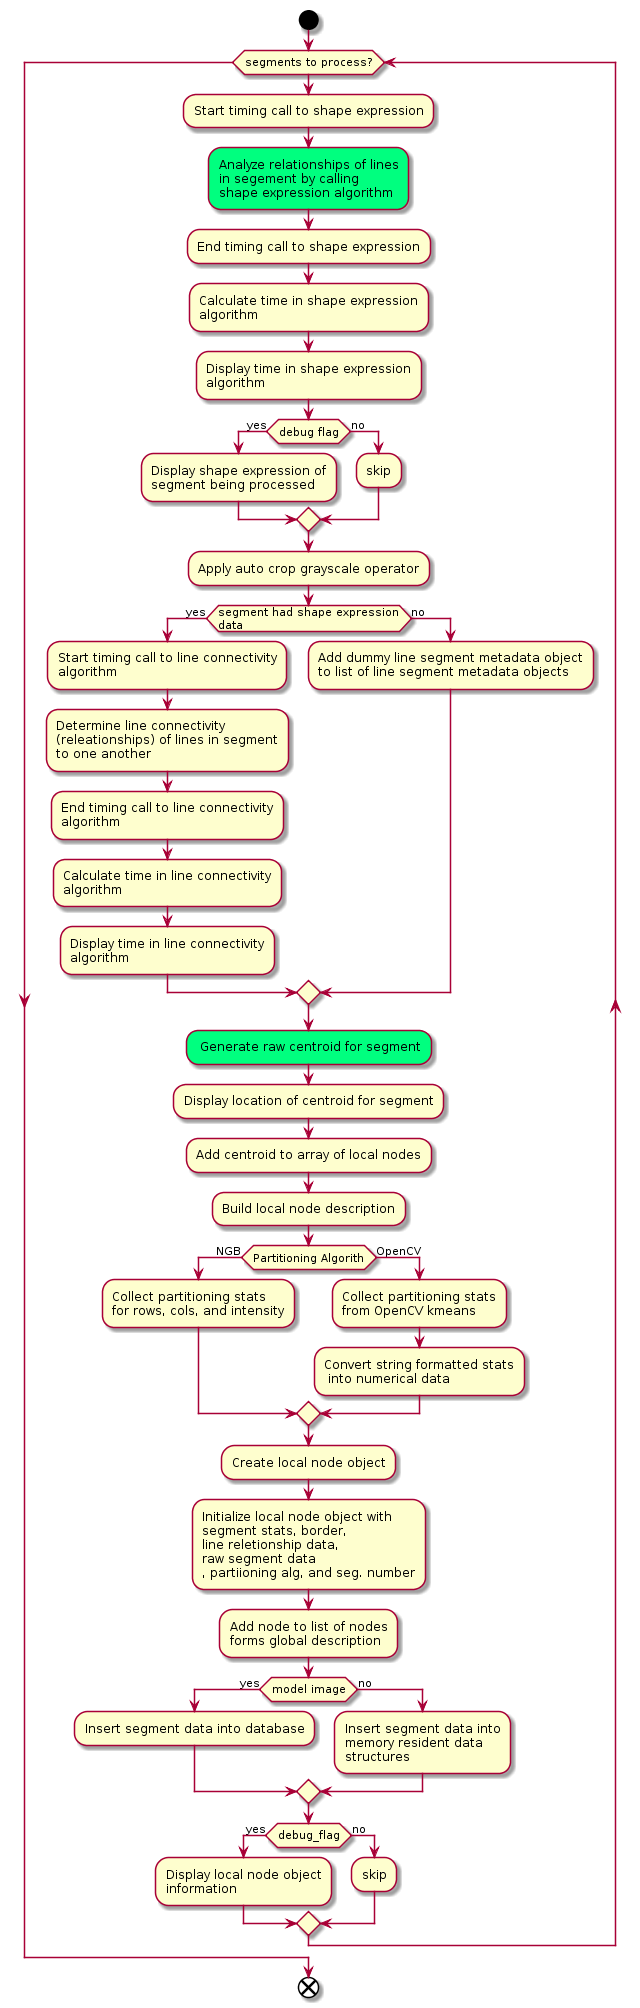 segments to process?
Start timing call to shape expression
Analyze relationships of lines
in segement by calling
shape expression algorithm
End timing call to shape expression
Calculate time in shape expression
algorithm
Display time in shape expression
algorithm
yes
debug flag
no
Display shape expression of
segment being processed
skip
Apply auto crop grayscale operator
yes
segment had shape expression
data
no
Start timing call to line connectivity
algorithm
Add dummy line segment metadata object
to list of line segment metadata objects
Determine line connectivity
(releationships) of lines in segment
to one another
End timing call to line connectivity
algorithm
Calculate time in line connectivity
algorithm
Display time in line connectivity
algorithm
Generate raw centroid for segment
Display location of centroid for segment
Add centroid to array of local nodes
Build local node description
NGB
Partitioning Algorith
OpenCV
Collect partitioning stats
for rows, cols, and intensity
Collect partitioning stats
from OpenCV kmeans
Convert string formatted stats
into numerical data
Create local node object
Initialize local node object with
segment stats, border,
line reletionship data,
raw segment data
, partiioning alg, and seg. number
Add node to list of nodes
forms global description
yes
model image
no
Insert segment data into database
Insert segment data into
memory resident data
structures
yes
debug_flag
no
Display local node object
information
skip